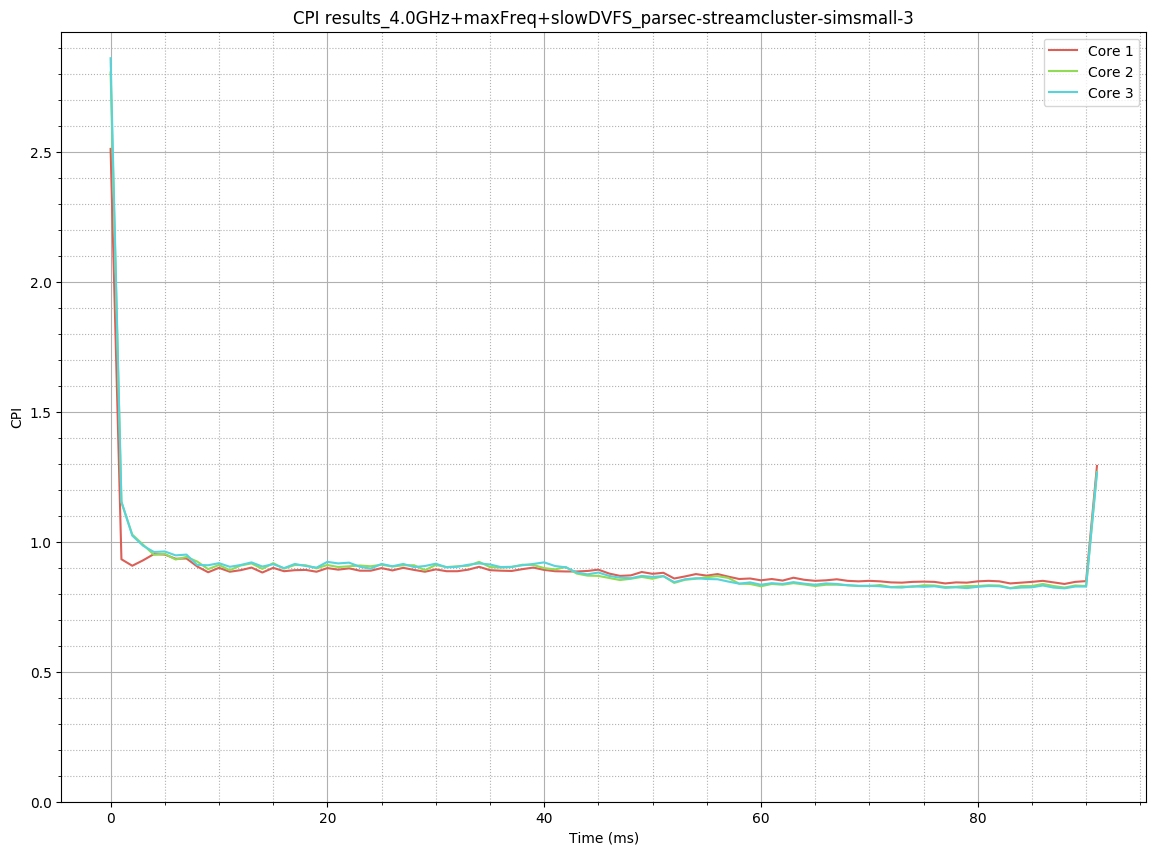 CPI results_4.0GHz+maxFreq+slowDVFS_parsec-streamcluster-simsmall-3
Core 1
Core 2
Core 3
CPI
2.5
2.0
1.5
1.0
0.5
0.0
0 20 40 60 80
Time (ms)